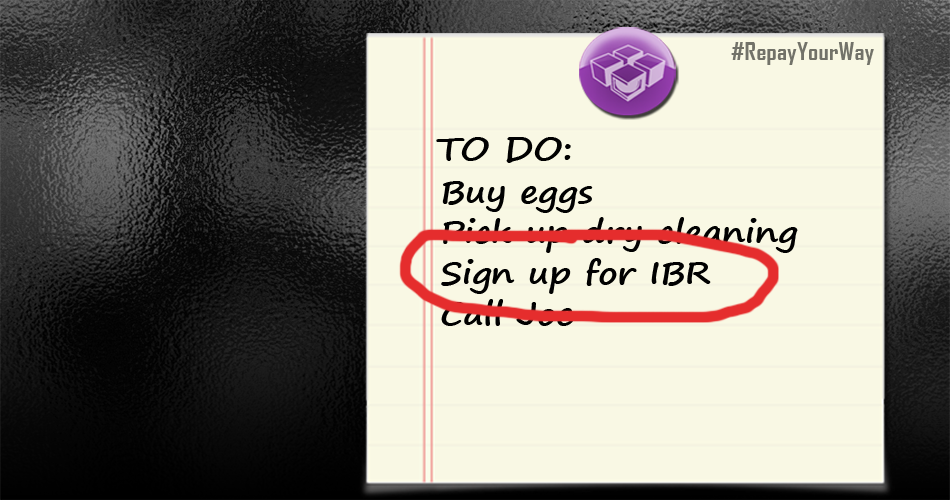 #RepayYourWay
TO DO:
Buy eggs
Pick up dry cleaning
Sign up for IBR
Call Joe